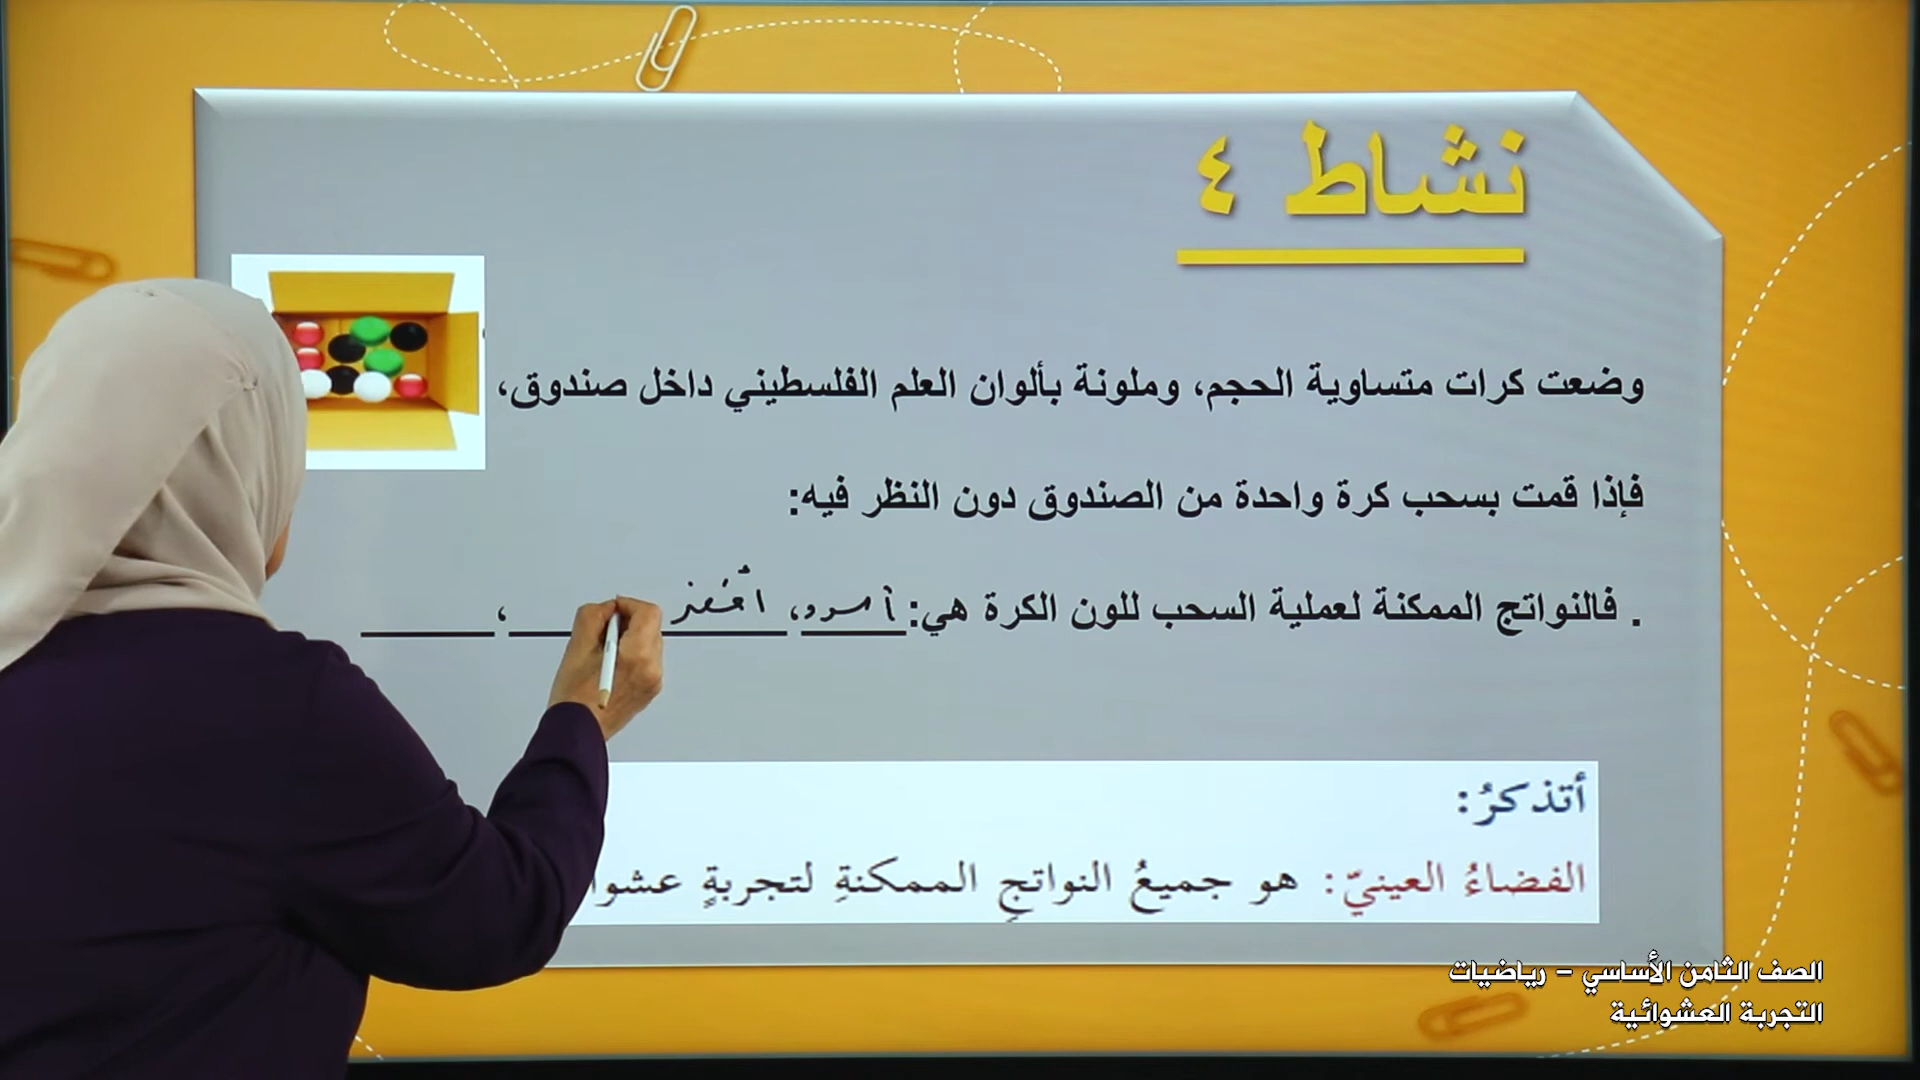 نشاط ٤
وضعت كرات متساوية الحجم، وملونة بألوان العلم الفلسطيني داخل صندوق،
فإذا قمت بسحب كرة واحدة من الصندوق دون النظر فيه:
. فالنواتج الممكنة لعملية السحب للون الكرة هي: أسود، أخضر ،
أتذكرُ:
الفضاءُ العينيّ: هو جميعُ النواتجِ الممكنةِ لتجربةٍ عشوا
الصف الثامن الأساسي - رياضيات
التجربة العشوائية